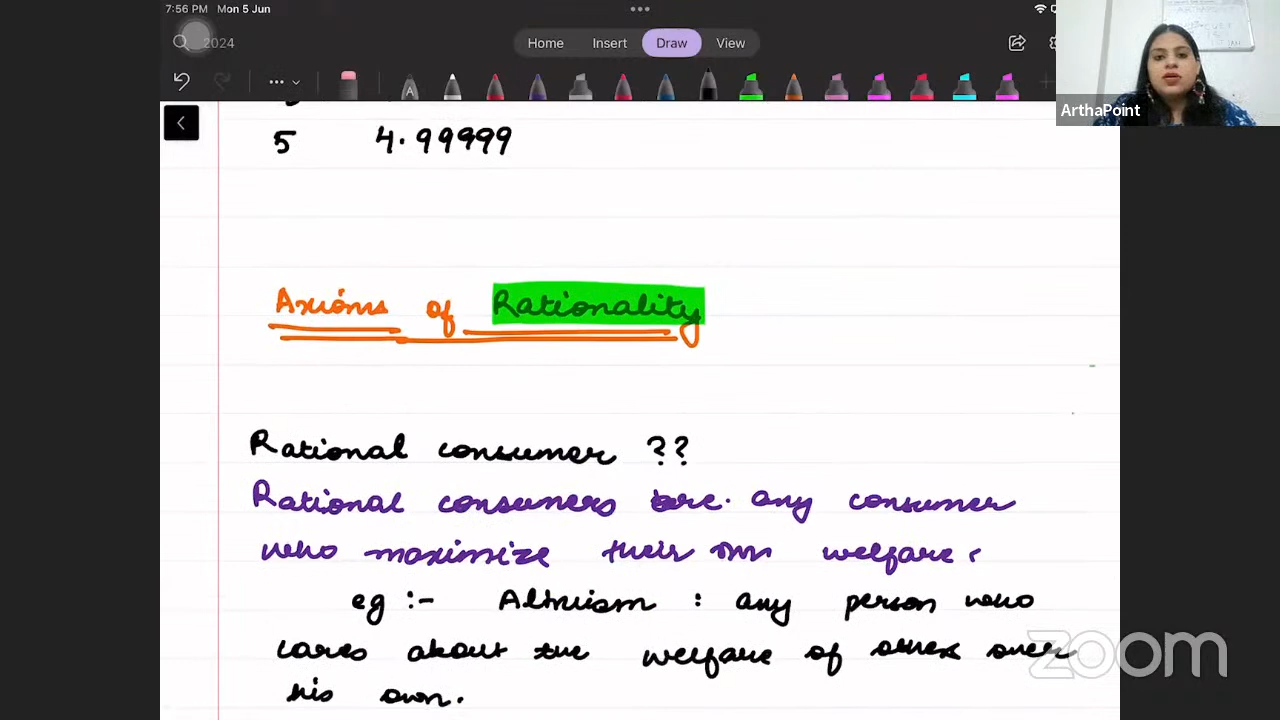 7:56 PM Mon 5 Jun
2024
Home Insert Draw View
A
ArthaPoint
5 4.99999
Axioms of Rationality
Rational consumer ??
Rational consumers are any consumer
who maximize their own welfare.
eg :- Altruism : any person who
cares about the welfare of others over
his own.
zoom